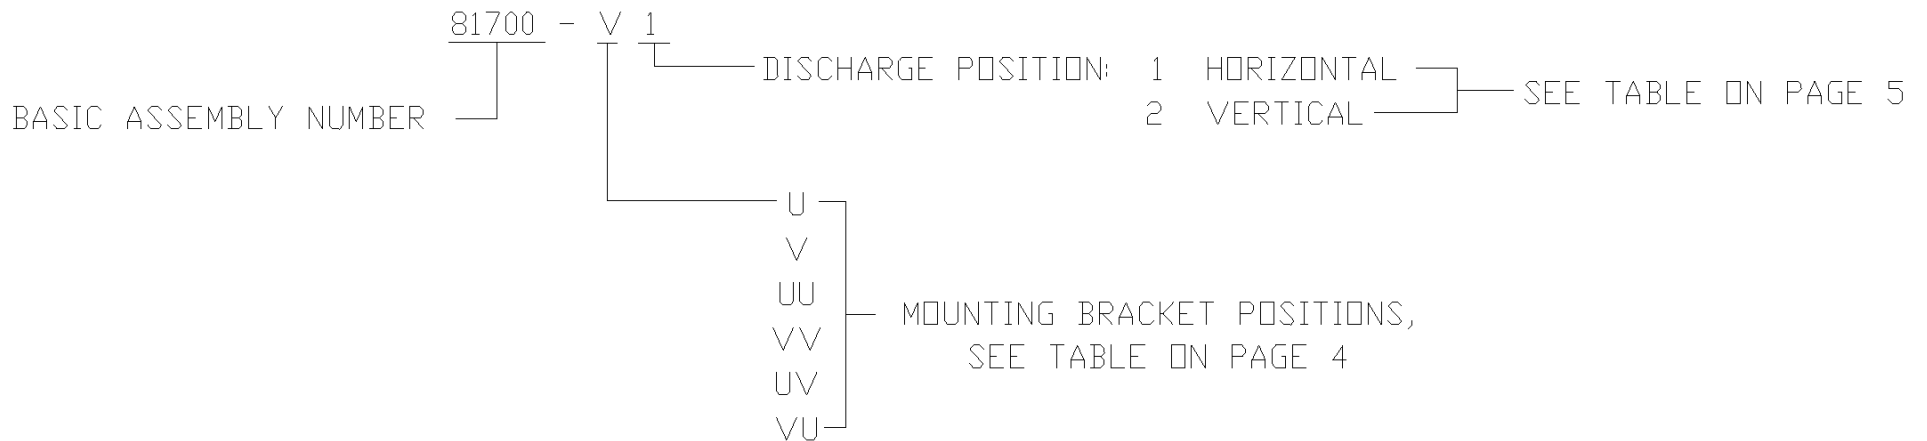 81700 - V 1
DISCHARGE POSITION: 1 HORIZONTAL
SEE TABLE ON PAGE 5
BASIC ASSEMBLY NUMBER
2 VERTICAL
U
V
UU
VV
UV
VU
MOUNTING BRACKET POSITIONS,
SEE TABLE ON PAGE 4